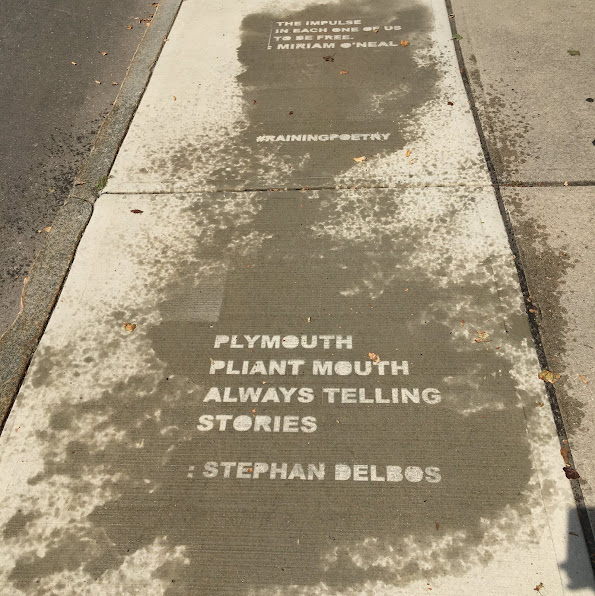 THE IMPULSE
IN EACH ONE OF US
TO BE FREE.
: MIRIAM O'NEAL
#RAININGPOETRY
PLYMOUTH
PLIANT MOUTH
ALWAYS TELLING
STORIES
: STEPHAN DELBOS